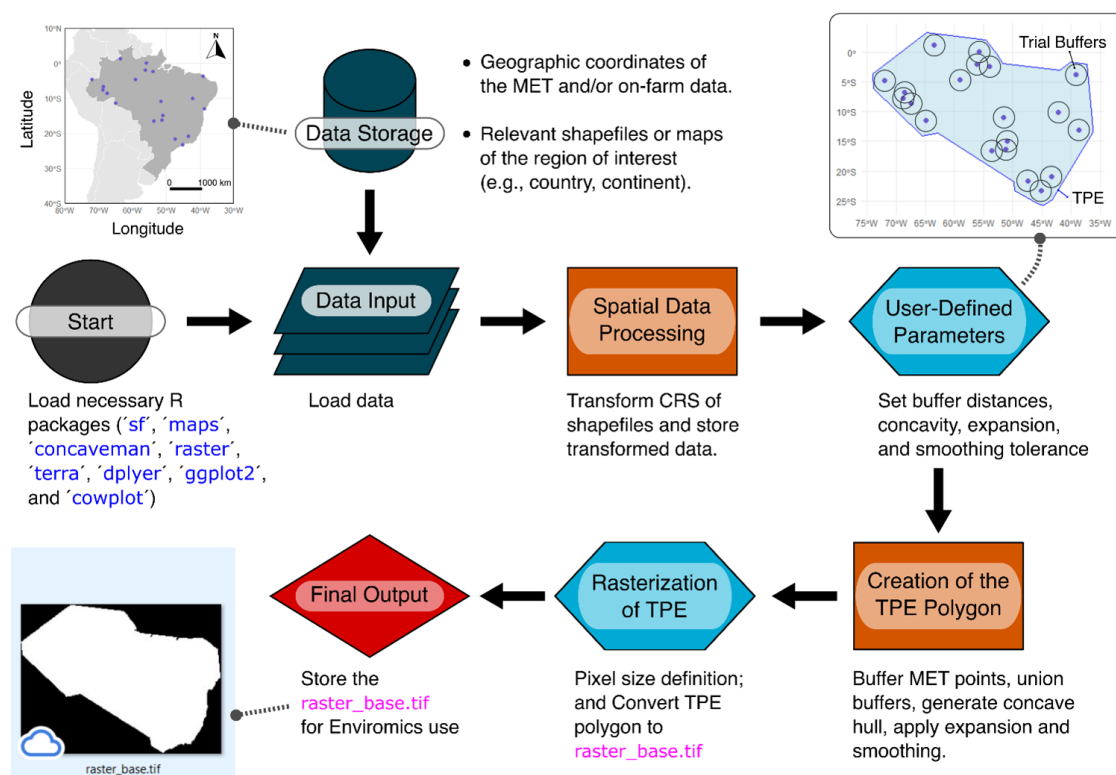 10°N
0°
10°S
20°S
30°S
40°S
Latitude
N
0 1000 km
80°W 70°W 60°W 50°W 40°W 30°W
Longitude
Data Storage
• Geographic coordinates of
the MET and/or on-farm data.
• Relevant shapefiles or maps
of the region of interest
(e.g., country, continent).
Trial Buffers
0°
5°S
10°S
15°S
20°S
25°S
TPE
75°W 70°W 65°W 60°W 55°W 50°W 45°W 40°W 35°W
Start
Data Input
Spatial Data
Processing
User-Defined
Parameters
Load necessary R
packages (´sf´, ´maps´,
´concaveman´, ´raster´,
´terra´, ´dplyer´, ´ggplot2´,
and ´cowplot´)
Load data
Transform CRS of
shapefiles and store
transformed data.
Set buffer distances,
concavity, expansion,
and smoothing tolerance
Creation of the
TPE Polygon
Rasterization
of TPE
Final Output
Buffer MET points, union
buffers, generate concave
hull, apply expansion and
smoothing.
Pixel size definition;
and Convert TPE
polygon to
raster_base.tif
Store the
raster_base.tif
for Enviromics use
raster_base.tif